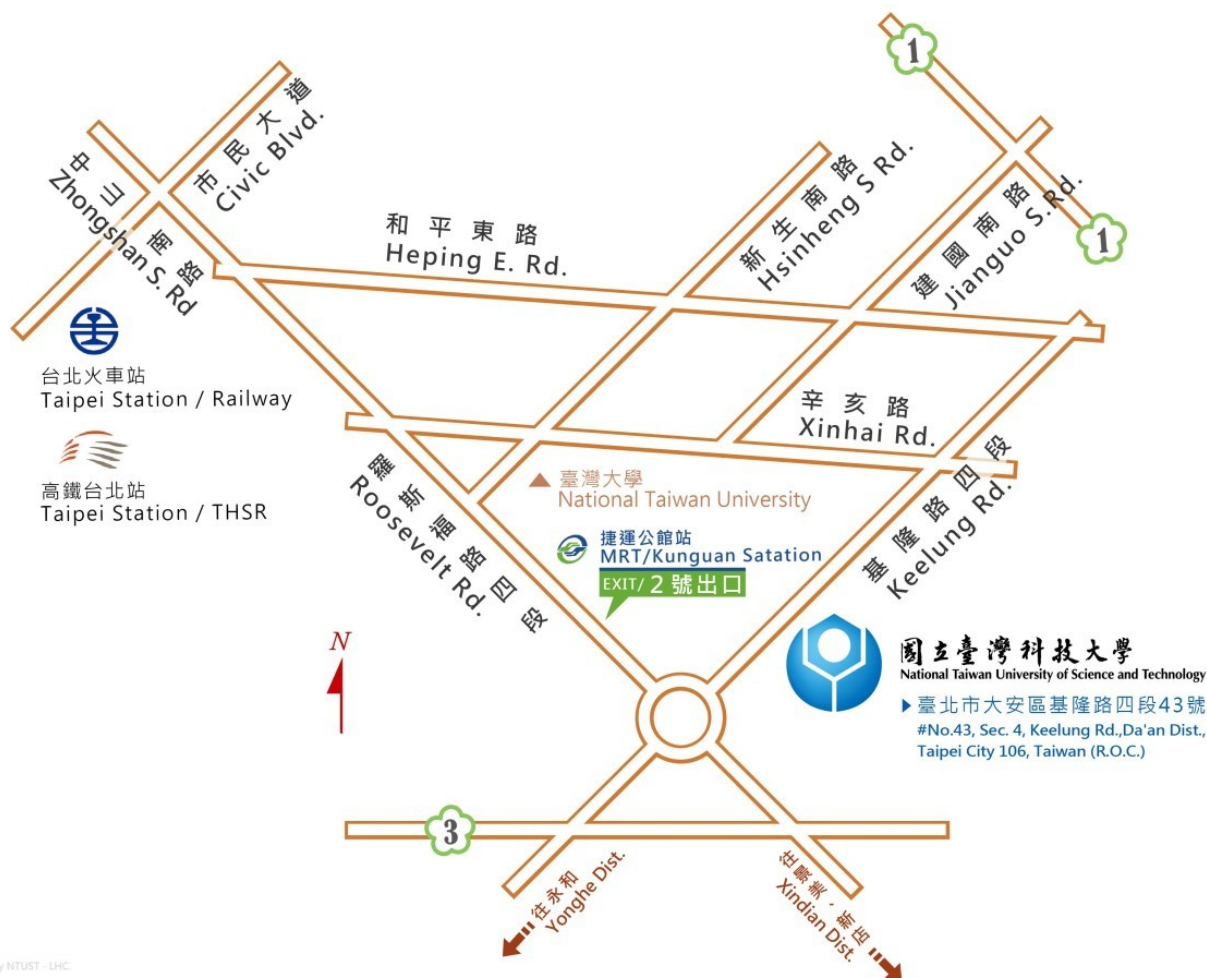 1
市民大道
Civic Blvd.
中山南路
Zhongshan S. Rd
和平東路
Heping E. Rd.
新生南路
Hsinheng S Rd.
建國南路
Jianguo S. Rd.
1
台北火車站
Taipei Station / Railway
高鐵台北站
Taipei Station / THSR
辛亥路
Xinhai Rd.
羅斯福路四段
Roosevelt Rd.
臺灣大學
National Taiwan University
捷運公館站
MRT/Kunguan Satation
EXIT/ 2 號出口
基隆路四段
Keelung Rd.
N
國立臺灣科技大學
National Taiwan University of Science and Technology
臺北市大安區基隆路四段43號
#No.43, Sec. 4, Keelung Rd.,Da'an Dist.,
Taipei City 106, Taiwan (R.O.C.)
3
往永和
Yonghe Dist.
往景美、新店
Xindian Dist.
NTUST - LHC